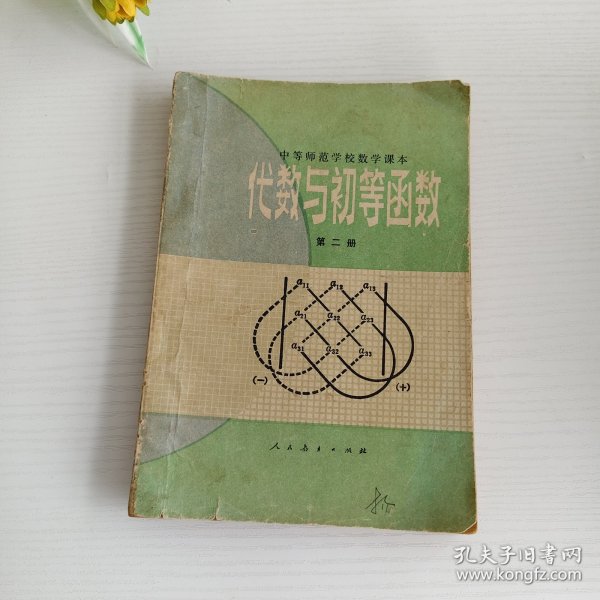 中等师范学校数学课本
代数与初等函数
第二册
a11 a12 a13
a21 a22 a23
a31 a32 a33
(一) (+)
人民教育出版社
孔夫子旧书网
www.kongfz.com